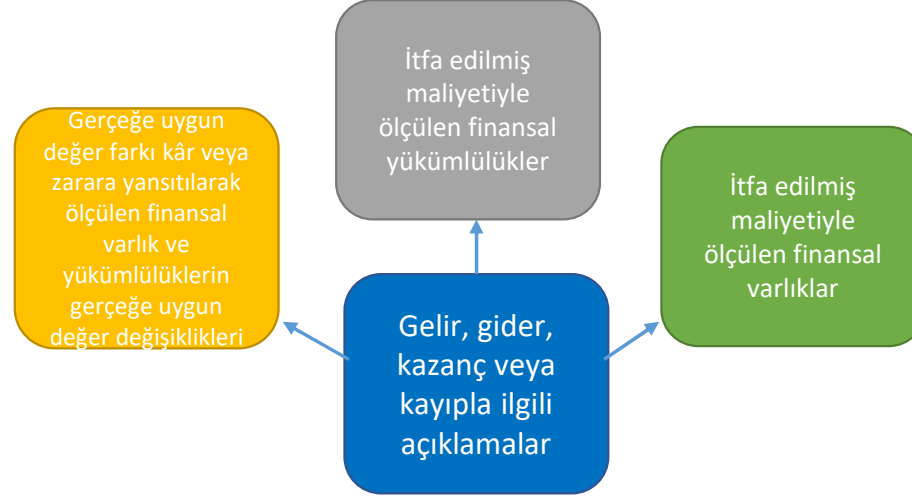 İtfa edilmiş
maliyetiyle
ölçülen finansal
yükümlülükler
Gerçeğe uygun
değer farkı kâr veya
zarara yansıtılarak
ölçülen finansal
varlık ve
yükümlülüklerin
gerçeğe uygun
değer değişiklikleri
İtfa edilmiş
maliyetiyle
ölçülen finansal
varlıklar
Gelir, gider,
kazanç veya
kayıpla ilgili
açıklamalar